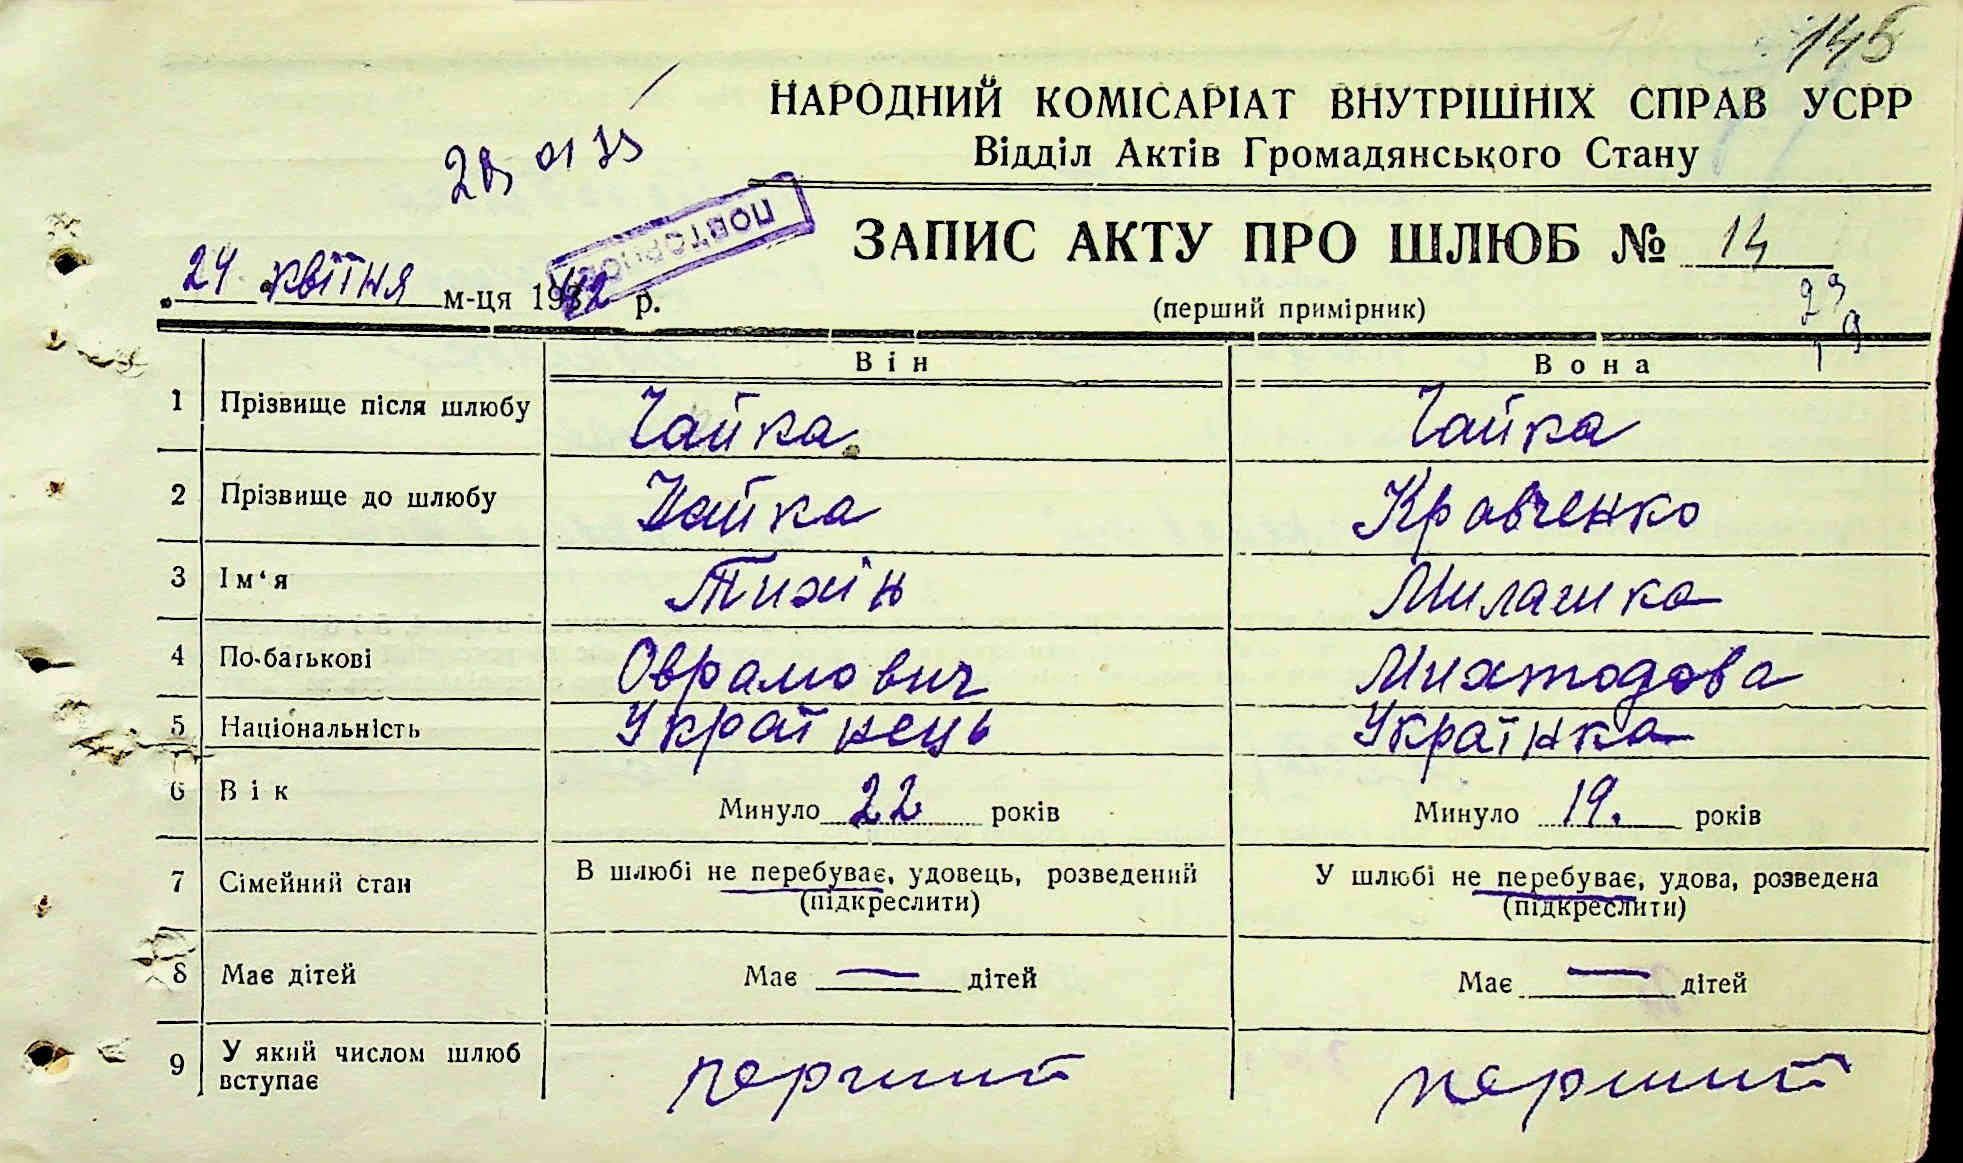 145
НАРОДНИЙ КОМІСАРІАТ ВНУТРІШНІХ СПРАВ УСРР
Відділ Актів Громадянського Стану
ПОВТОРНОВ
ЗАПИС АКТУ ПРО ШЛЮБ № 14
24 квітня м-ця 1942 р.
(перший примірник)
Він Вона
1 Прізвище після шлюбу Чайка Чайка
2 Прізвище до шлюбу Чайка Кравченко
3 Ім‘я Тихін Милашка
4 По-батькові Оврамович Михтодова
5 Національність Українець Українка
6 Вік Минуло 22 років Минуло 19. років
7 Сімейний стан В шлюбі не перебуває, удовець, розведений (підкреслити) У шлюбі не перебуває, удова, розведена (підкреслити)
8 Має дітей Має — дітей Має — дітей
9 У який числом шлюб вступає перший перший